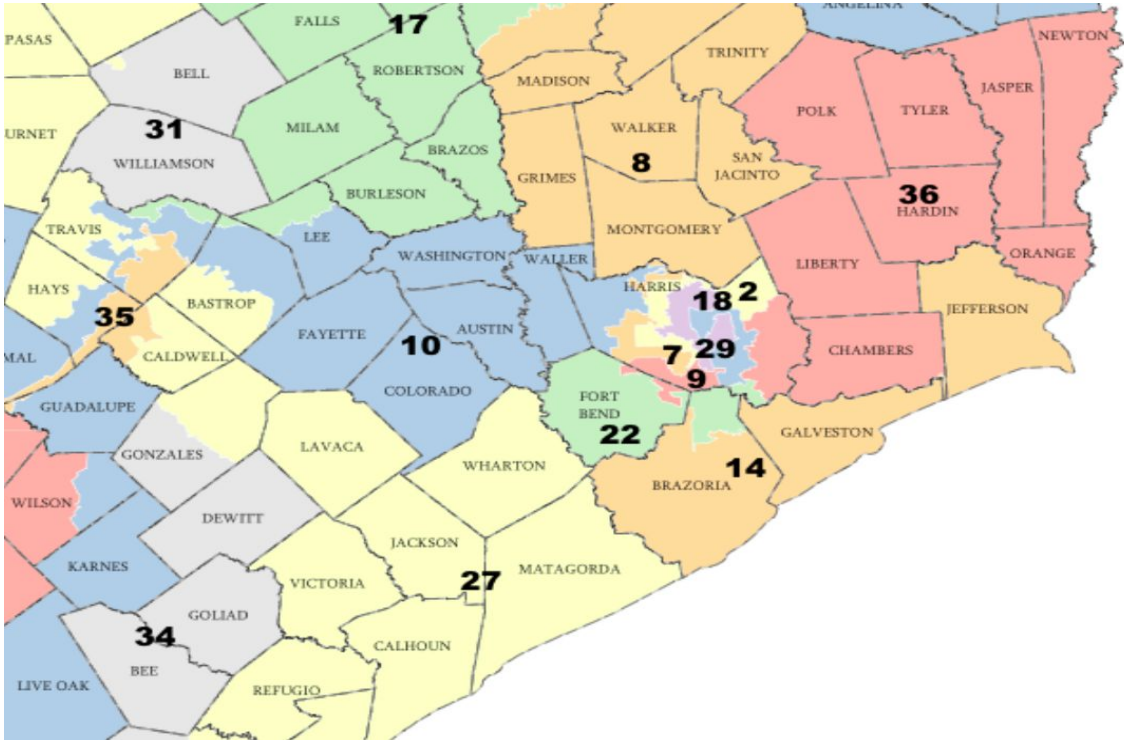 ANGELINA
FALLS
17
NEWTON
PASAS
TRINITY
BELL
ROBERTSON
MADISON
JASPER
POLK
TYLER
URNET
31
MILAM
WALKER
WILLIAMSON
BRAZOS
8
SAN
JACINTO
GRIMES
BURLESON
36
HARDIN
TRAVIS
LEE
MONTGOMERY
WASHINGTON
WALLER
LIBERTY
ORANGE
HAYS
BASTROP
HARRIS
18
2
JEFFERSON
35
FAYETTE
AUSTIN
10
7
29
CHAMBERS
MAL
CALDWELL
9
COLORADO
GUADALUPE
FORT
BEND
22
GALVESTON
LAVACA
GONZALES
WHARTON
14
BRAZORIA
WILSON
DEWITT
JACKSON
KARNES
VICTORIA
27
MATAGORDA
GOLIAD
34
BEE
CALHOUN
LIVE OAK
REFUGIO